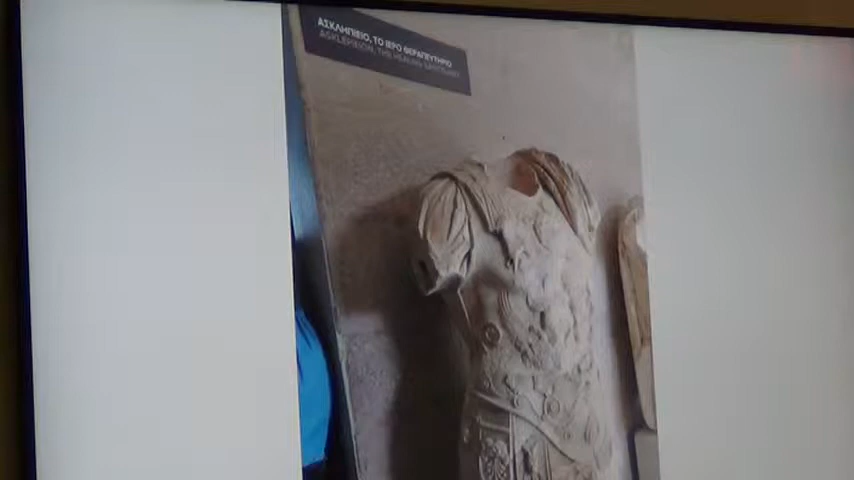 ΑΣΚΛΗΠΙΕΙΟ, ΤΟ ΙΕΡΟ ΘΕΡΑΠΕΥΤΗΡΙΟ
ASKLEPIEION, THE HEALING SANCTUARY